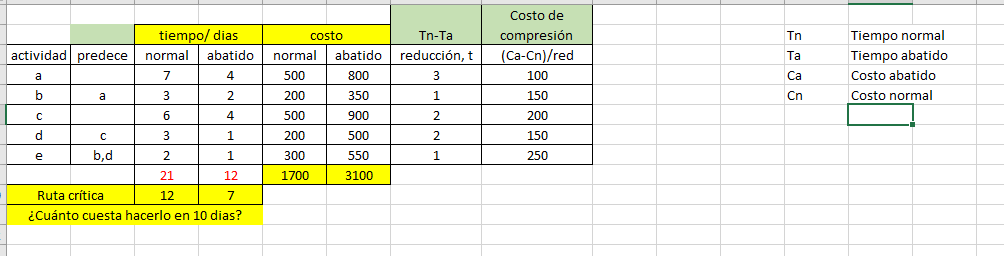 Costo de
tiempo/ dias costo Tn-Ta compresión Tn Tiempo normal
actividad predece normal abatido normal abatido reducción, t (Ca-Cn)/red Ta Tiempo abatido
a 7 4 500 800 3 100 Ca Costo abatido
b a 3 2 200 350 1 150 Cn Costo normal
c 6 4 500 900 2 200
d c 3 1 200 500 2 150
e b,d 2 1 300 550 1 250
21 12 1700 3100
Ruta crítica 12 7
¿Cuánto cuesta hacerlo en 10 dias?